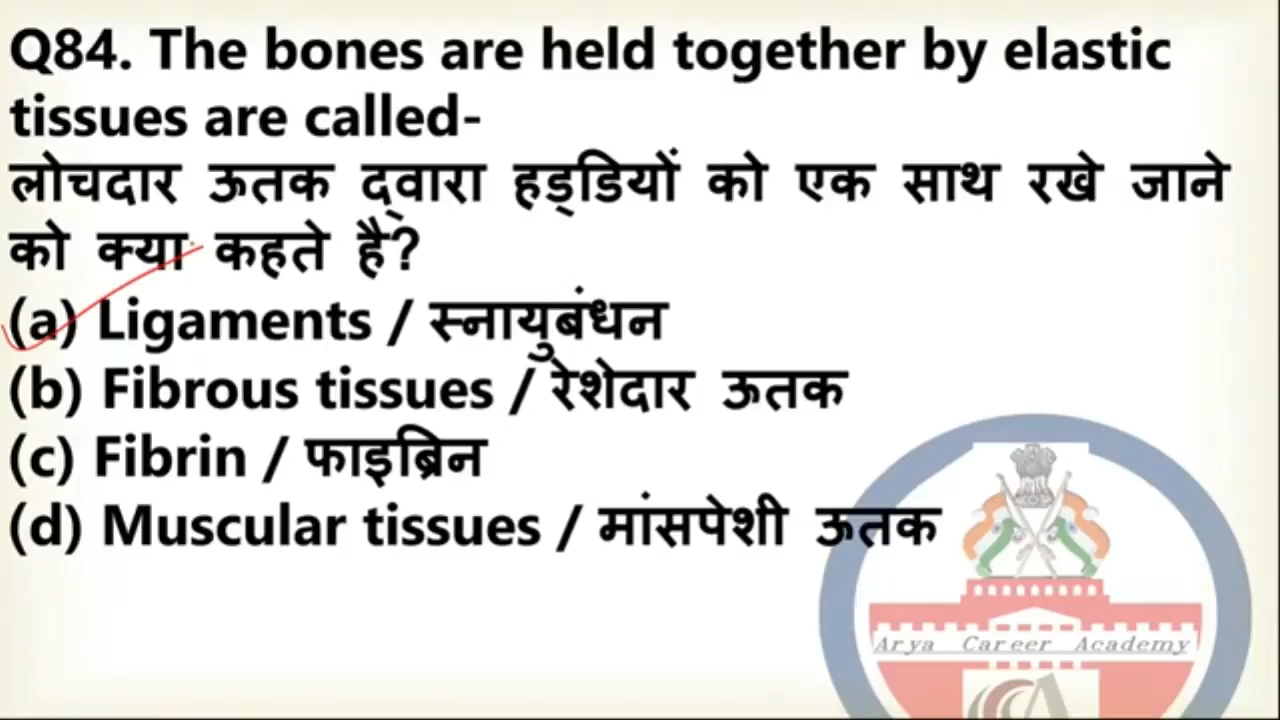 Q84. The bones are held together by elastic
tissues are called-
लोचदार ऊतक द्वारा हड्डियों को एक साथ रखे जाने
को क्या कहते है?
(a) Ligaments / स्नायुबंधन
(b) Fibrous tissues / रेशेदार ऊतक
(c) Fibrin / फाइब्रिन
(d) Muscular tissues / मांसपेशी ऊतक
Arya Career Academy